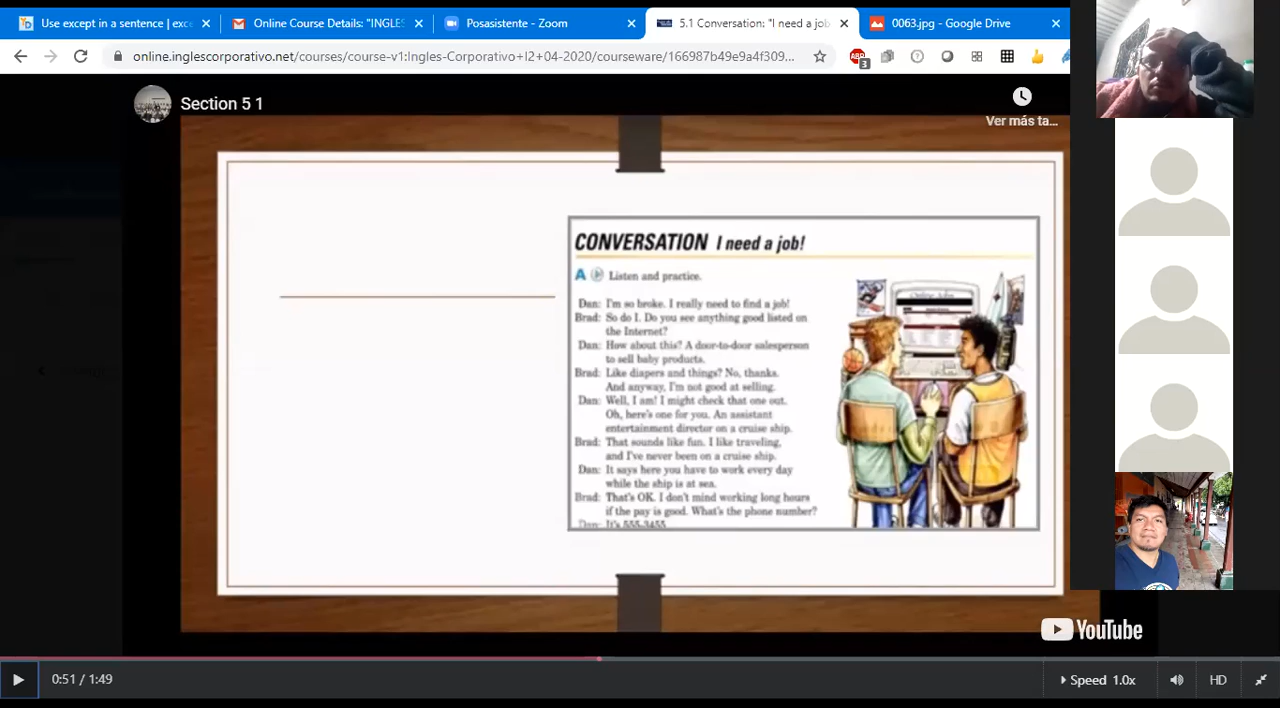 Use except in a sentence | exc
Online Course Details: "INGLES
Posasistente - Zoom
5.1 Conversation: "I need a job
0063.jpg - Google Drive
online.inglescorporativo.net/courses/course-v1:Ingles-Corporativo+I2+04-2020/courseware/166987b49e9a4f309...
3
Section 5 1
Ver más ta...
CONVERSATION I need a job!
A Listen and practice.
Dan: I'm so broke. I really need to find a job!
Brad: So do I. Do you see anything good listed on
the Internet?
Dan: How about this? A door-to-door salesperson
to sell baby products.
Brad: Like diapers and things? No, thanks.
And anyway, I'm not good at selling.
Dan: Well, I am! I might check that one out.
Oh, here's one for you. An assistant
entertainment director on a cruise ship.
Brad: That sounds like fun. I like traveling,
and I've never been on a cruise ship.
Dan: It says here you have to work every day
while the ship is at sea.
Brad: That's OK. I don't mind working long hours
if the pay is good. What's the phone number?
Dan: It's 555-3455
Online Jobs
YouTube
0:51 / 1:49
Speed 1.0x
HD